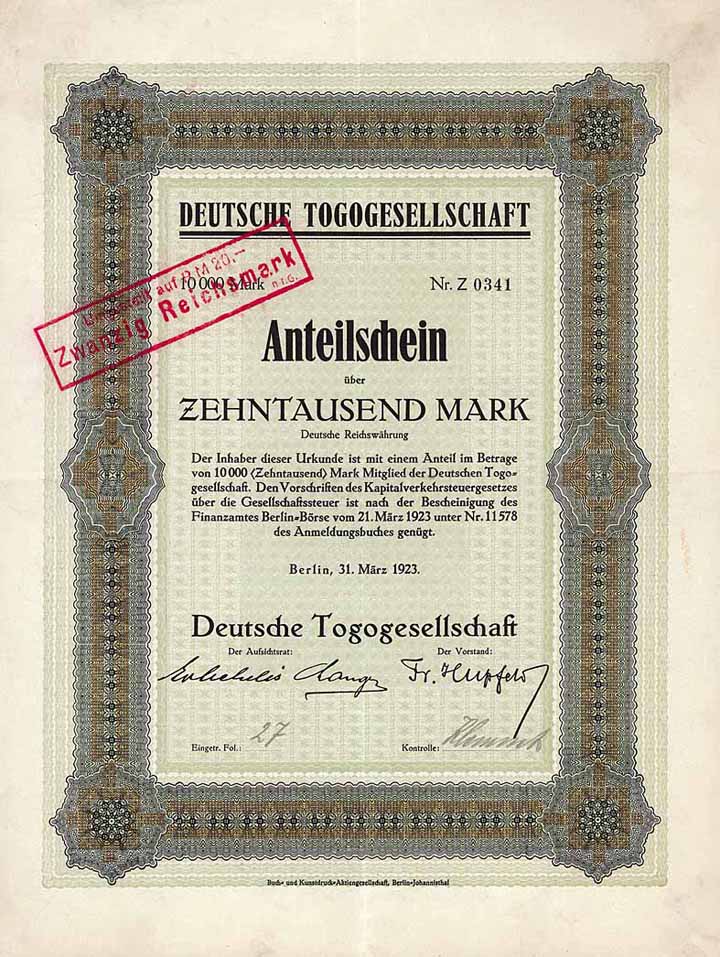 DEUTSCHE TOGOGESELLSCHAFT
10000 Mark
Nr. Z 0341
Umgestellt auf RM 20.-
Zwanzig Reichsmark
n.r.G.
Anteilschein
über
ZEHNTAUSEND MARK
Deutsche Reichswährung
Der Inhaber dieser Urkunde ist mit einem Anteil im Betrage
von 10000 (Zehntausend) Mark Mitglied der Deutschen Togo-
gesellschaft. Den Vorschriften des Kapitalverkehrsteuergesetzes
über die Gesellschaftssteuer ist nach der Bescheinigung des
Finanzamtes Berlin-Börse vom 21. März 1923 unter Nr. 11578
des Anmeldungsbuches genügt.
Berlin, 31. März 1923.
Deutsche Togogesellschaft
Der Aufsichtsrat:
Der Vorstand:
Fr. Hupfeld
Eingetr. Fol.: 27
Kontrolle:
Buch- und Kunstdruck-Aktiengesellschaft, Berlin-Johannisthal